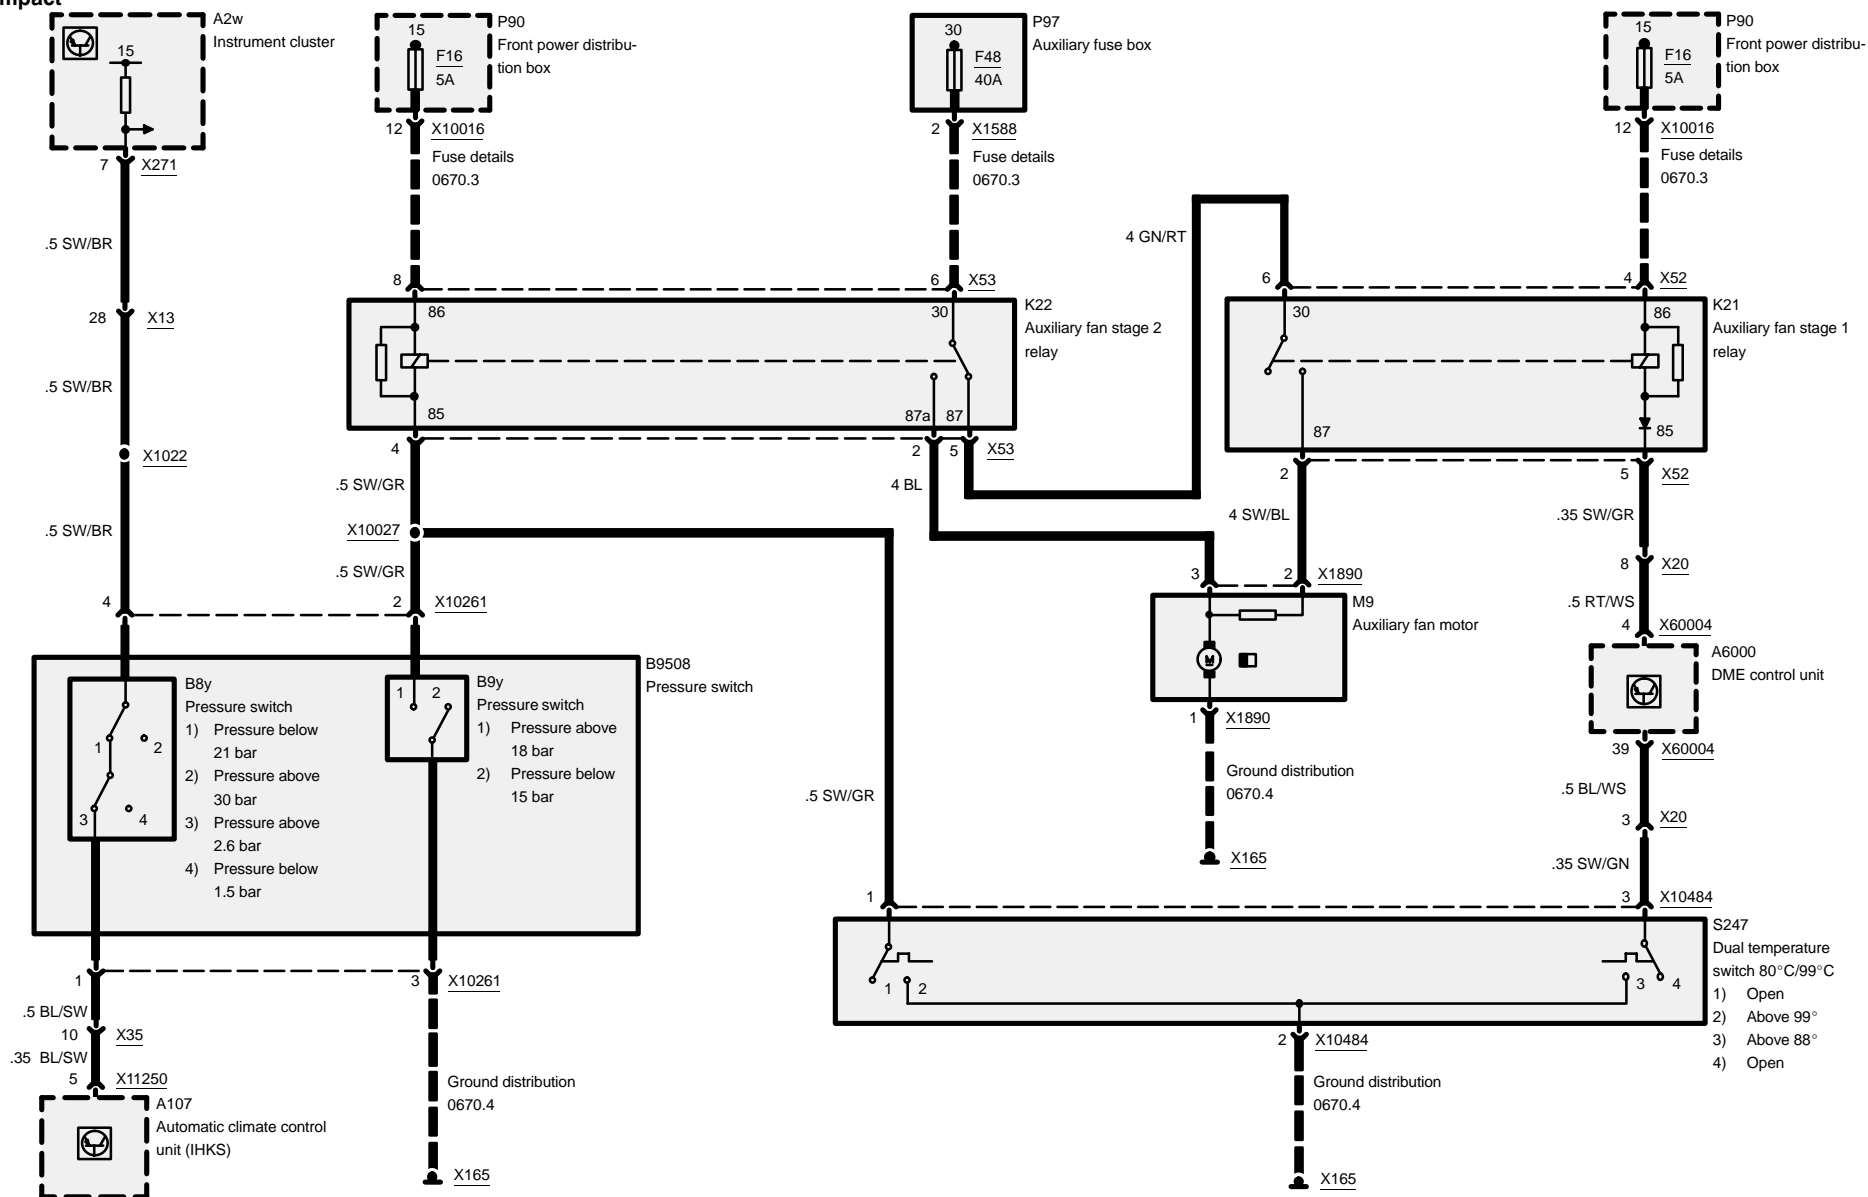 mpact
A2w
Instrument cluster
15
7
X271
.5 SW/BR
28
X13
.5 SW/BR
X1022
.5 SW/BR
4
P90
Front power distribu-
tion box
15
F16
5A
12
X10016
Fuse details
0670.3
8
P97
Auxiliary fuse box
30
F48
40A
2
X1588
Fuse details
0670.3
6
X53
P90
Front power distribu-
tion box
15
F16
5A
12
X10016
Fuse details
0670.3
4 GN/RT
6
4
X52
K22
Auxiliary fan stage 2
relay
86
30
85
87a
87
4
2
5
X53
K21
Auxiliary fan stage 1
relay
30
86
87
85
2
5
X52
.5 SW/GR
4 BL
X10027
.5 SW/GR
2
X10261
4 SW/BL
.35 SW/GR
8
X20
.5 RT/WS
4
X60004
3
2
X1890
M9
Auxiliary fan motor
M
1
X1890
Ground distribution
0670.4
X165
A6000
DME control unit
39
X60004
.5 BL/WS
3
X20
.35 SW/GN
3
X10484
B9508
Pressure switch
B8y
Pressure switch
1) Pressure below
21 bar
2) Pressure above
30 bar
3) Pressure above
2.6 bar
4) Pressure below
1.5 bar
1
2
3
4
B9y
Pressure switch
1) Pressure above
18 bar
2) Pressure below
15 bar
1
2
.5 SW/GR
1
S247
Dual temperature
switch 80°C/99°C
1) Open
2) Above 99°
3) Above 88°
4) Open
1
2
3
4
2
X10484
Ground distribution
0670.4
X165
1
3
X10261
.5 BL/SW
10
X35
.35 BL/SW
5
X11250
A107
Automatic climate control
unit (IHKS)
Ground distribution
0670.4
X165